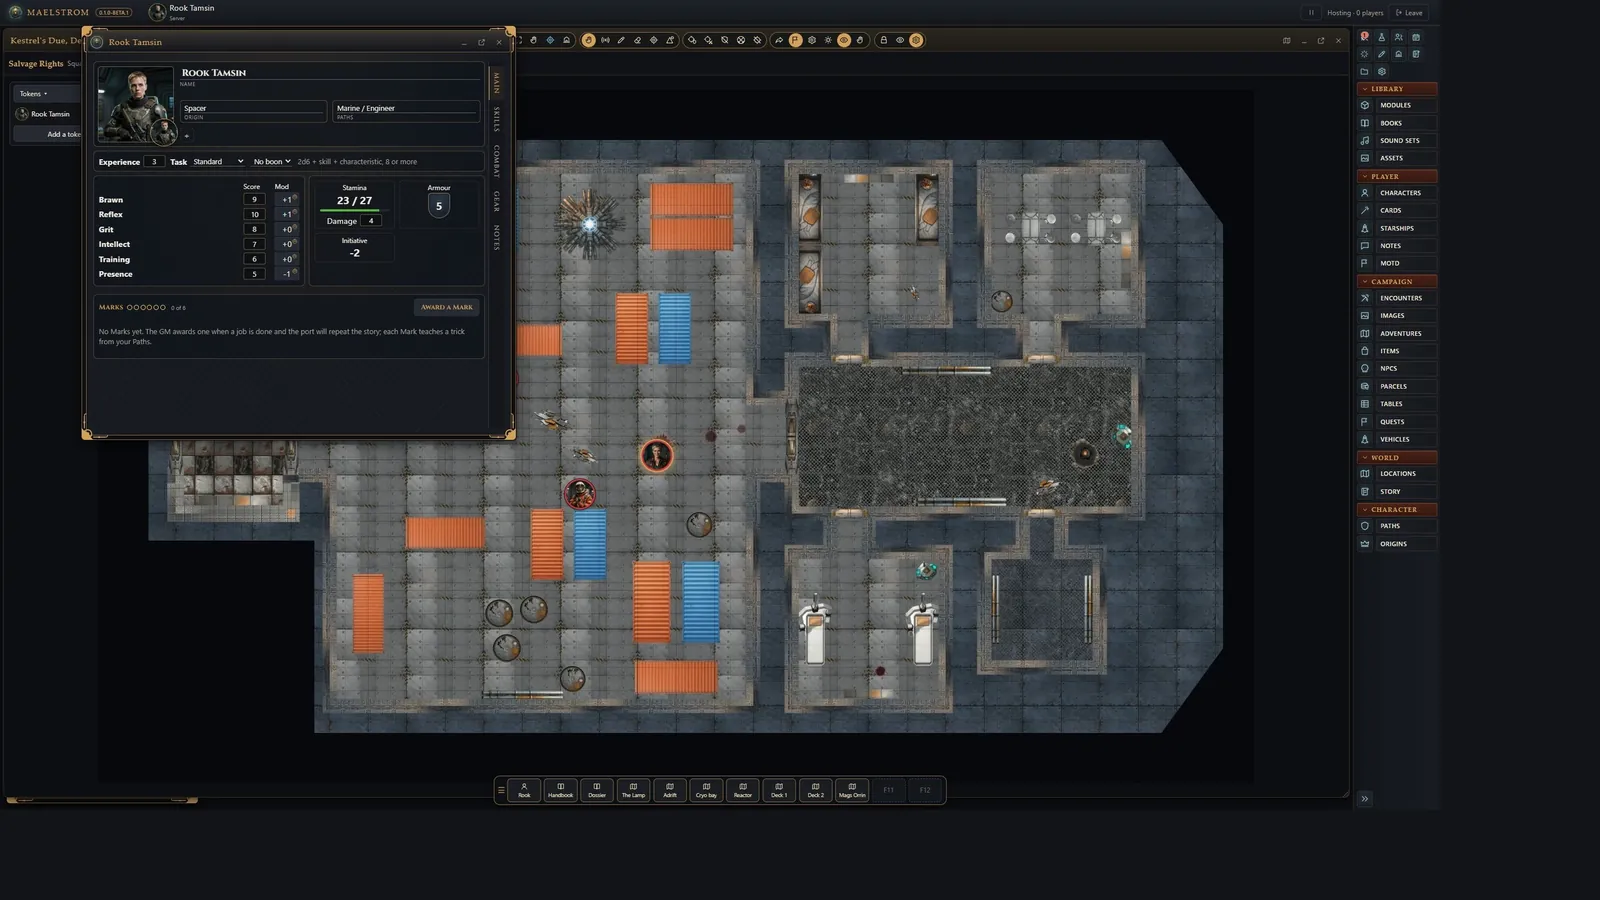 MAELSTROM
0.1.0-BETA.1
Rook Tamsin
Server
Hosting · 0 players
Leave
Kestrel's Due, De
Salvage Rights
Tokens
Rook Tamsin
Add a toke
Rook Tamsin
ROOK TAMSIN
NAME
Spacer
ORIGIN
Marine / Engineer
PATHS
Experience 3 Task Standard No boon 2d6 + skill + characteristic, 8 or more
Score Mod
Brawn 9 +1
Reflex 10 +1
Grit 8 +0
Intellect 7 +0
Training 6 +0
Presence 5 -1
Stamina
23 / 27
Damage 4
Initiative
-2
Armour
5
MARKS 0 of 6
AWARD A MARK
No Marks yet. The GM awards one when a job is done and the port will repeat the story; each Mark teaches a trick
from your Paths.
MAIN
SKILLS
COMBAT
GEAR
NOTES
LIBRARY
MODULES
BOOKS
SOUND SETS
ASSETS
PLAYER
CHARACTERS
CARDS
STARSHIPS
NOTES
MOTD
CAMPAIGN
ENCOUNTERS
IMAGES
ADVENTURES
ITEMS
NPCS
PARCELS
TABLES
QUESTS
VEHICLES
WORLD
LOCATIONS
STORY
CHARACTER
PATHS
ORIGINS
Rook
Handbook
Dossier
The Lamp
Adrift
Cryo bay
Reactor
Deck 1
Deck 2
Mags Orrin
F11
F12